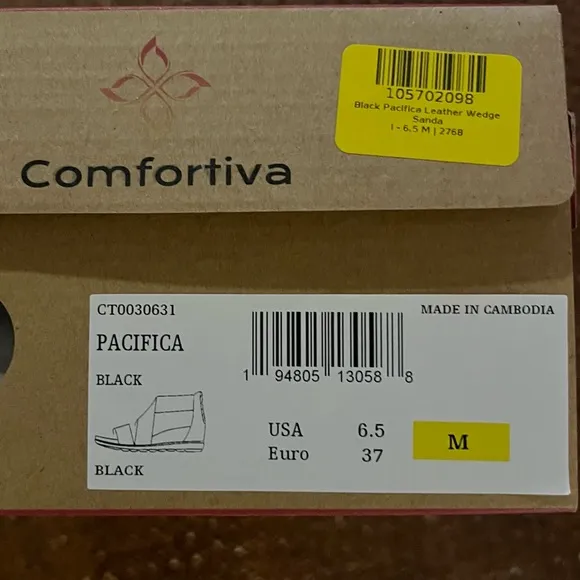 105702098
Black Pacifica Leather Wedge
Sanda
l - 6.5 M | 2768
Comfortiva
CT0030631
MADE IN CAMBODIA
PACIFICA
1 94805 13058 8
BLACK
USA 6.5
Euro 37
M
BLACK